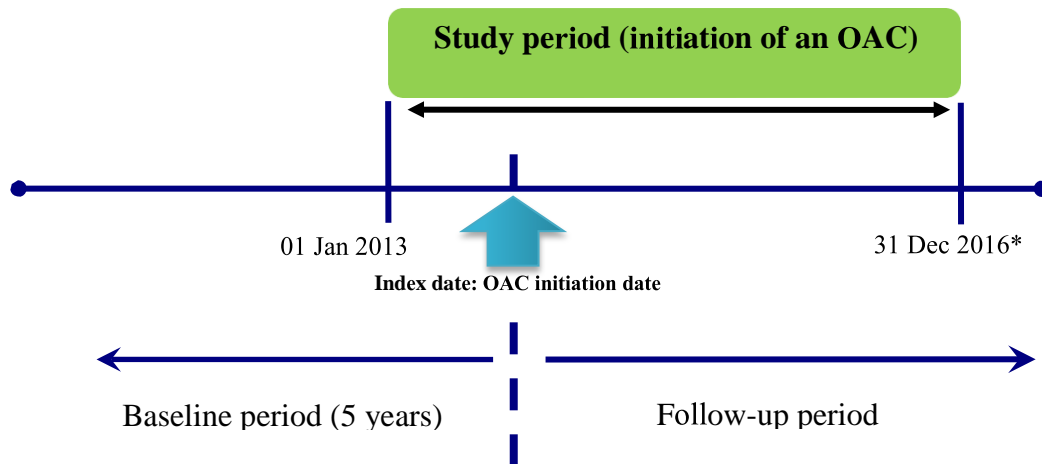 Study period (initiation of an OAC)
01 Jan 2013
31 Dec 2016*
Index date: OAC initiation date
Baseline period (5 years)
Follow-up period